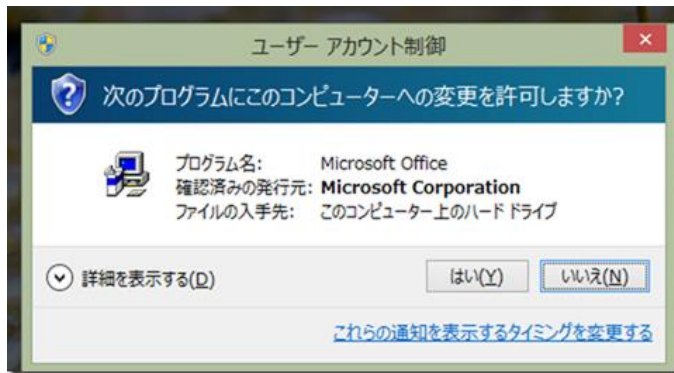 ユーザー アカウント制御
次のプログラムにこのコンピューターへの変更を許可しますか?
プログラム名: Microsoft Office
確認済みの発行元: Microsoft Corporation
ファイルの入手先: このコンピューター上のハード ドライブ
詳細を表示する(D) はい(Y) いいえ(N)
これらの通知を表示するタイミングを変更する